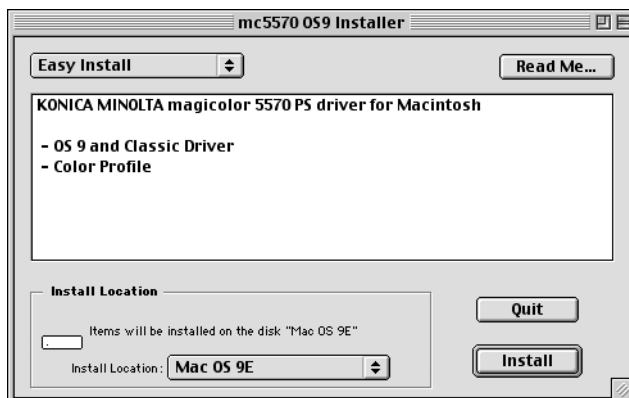 mc5570 OS9 Installer
Easy Install
Read Me...
KONICA MINOLTA magicolor 5570 PS driver for Macintosh
- OS 9 and Classic Driver
- Color Profile
Install Location
Items will be installed on the disk "Mac OS 9E"
Install Location: Mac OS 9E
Quit
Install